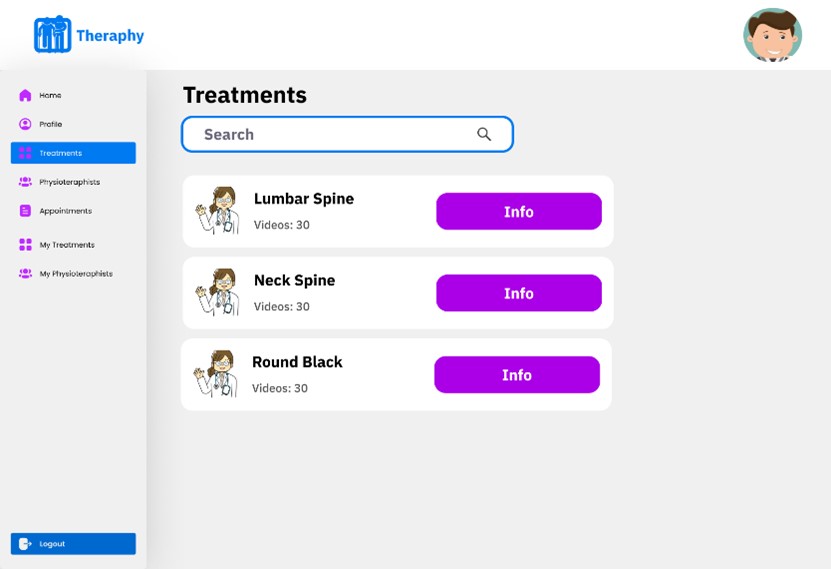 Theraphy
Home
Profile
Treatments
Physioteraphists
Appointments
My Treatments
My Physioteraphists
Logout
Treatments
Search
Lumbar Spine
Videos: 30
Info
Neck Spine
Videos: 30
Info
Round Black
Videos: 30
Info